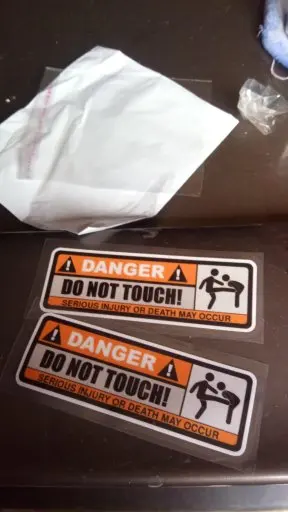 DANGER
DO NOT TOUCH!
SERIOUS INJURY OR DEATH MAY OCCUR
DANGER
DO NOT TOUCH!
SERIOUS INJURY OR DEATH MAY OCCUR